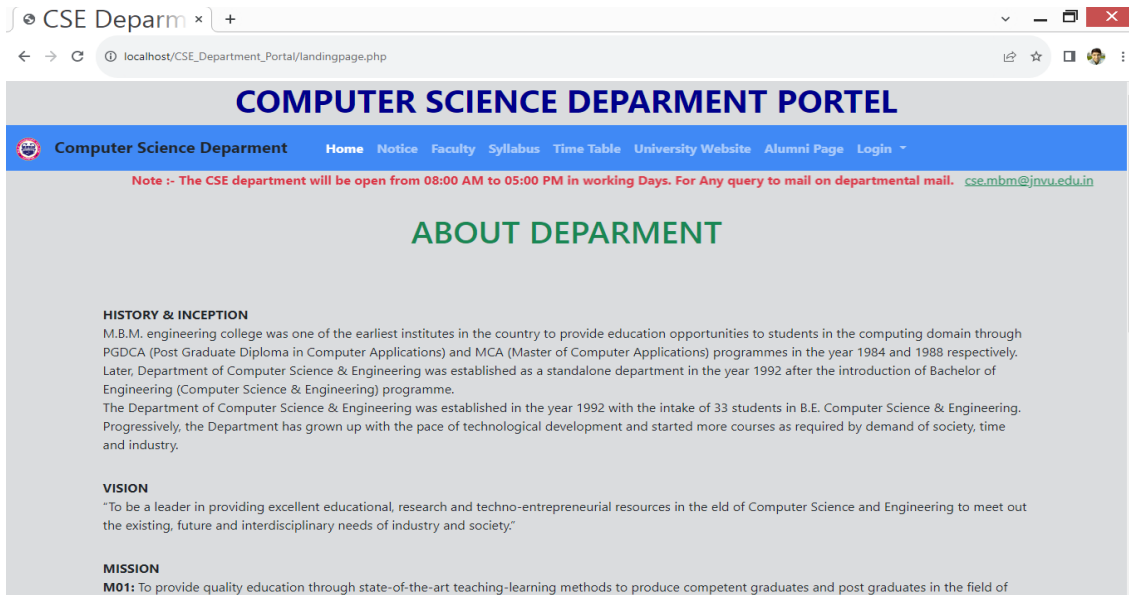 CSE Deparm
localhost/CSE_Department_Portal/landingpage.php
COMPUTER SCIENCE DEPARMENT PORTEL
Computer Science Deparment Home Notice Faculty Syllabus Time Table University Website Alumni Page Login
Note :- The CSE department will be open from 08:00 AM to 05:00 PM in working Days. For Any query to mail on departmental mail. cse.mbm@jnvu.edu.in
ABOUT DEPARMENT
HISTORY & INCEPTION
M.B.M. engineering college was one of the earliest institutes in the country to provide education opportunities to students in the computing domain through
PGDCA (Post Graduate Diploma in Computer Applications) and MCA (Master of Computer Applications) programmes in the year 1984 and 1988 respectively.
Later, Department of Computer Science & Engineering was established as a standalone department in the year 1992 after the introduction of Bachelor of
Engineering (Computer Science & Engineering) programme.
The Department of Computer Science & Engineering was established in the year 1992 with the intake of 33 students in B.E. Computer Science & Engineering.
Progressively, the Department has grown up with the pace of technological development and started more courses as required by demand of society, time
and industry.
VISION
“To be a leader in providing excellent educational, research and techno-entrepreneurial resources in the eld of Computer Science and Engineering to meet out
the existing, future and interdisciplinary needs of industry and society.”
MISSION
M01: To provide quality education through state-of-the-art teaching-learning methods to produce competent graduates and post graduates in the field of